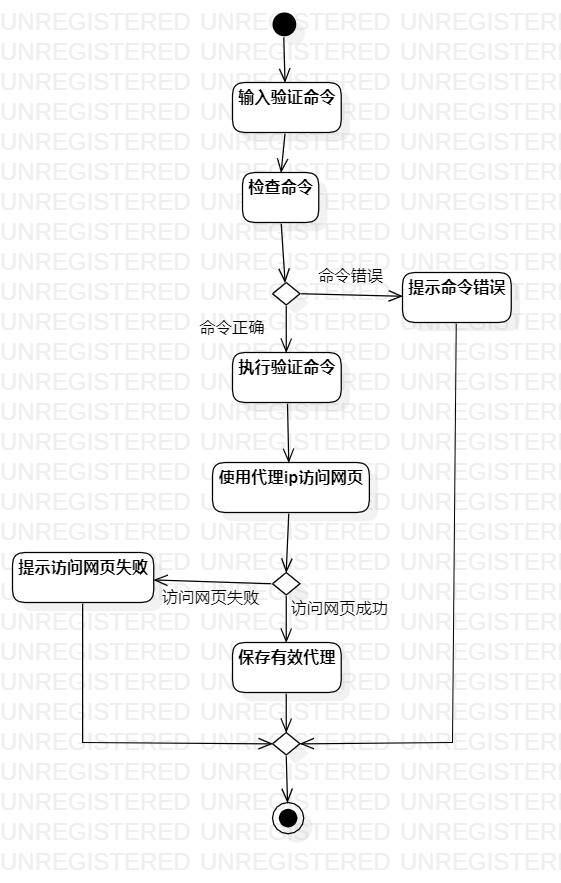 输入验证命令
检查命令
命令错误
提示命令错误
命令正确
执行验证命令
使用代理ip访问网页
提示访问网页失败
访问网页失败
访问网页成功
保存有效代理
UNREGISTERED